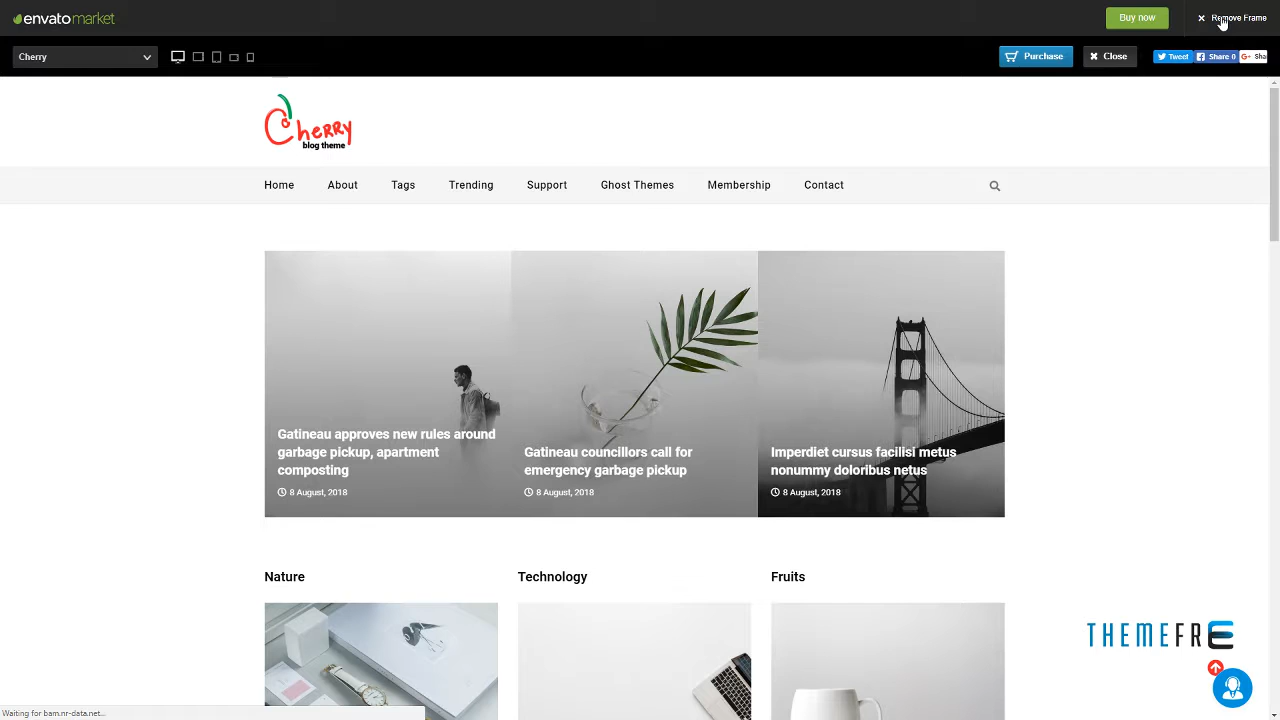 envatomarket
Buy now
× Remove Frame
Cherry
Purchase
× Close
Tweet
Share 0
G+ Sha
Cherry
blog theme
Home
About
Tags
Trending
Support
Ghost Themes
Membership
Contact
Gatineau approves new rules around
garbage pickup, apartment
composting
8 August, 2018
Gatineau councillors call for
emergency garbage pickup
8 August, 2018
Imperdiet cursus facilisi metus
nonummy doloribus netus
8 August, 2018
Nature
Technology
Fruits
THEMEFRE
Waiting for bam.nr-data.net...